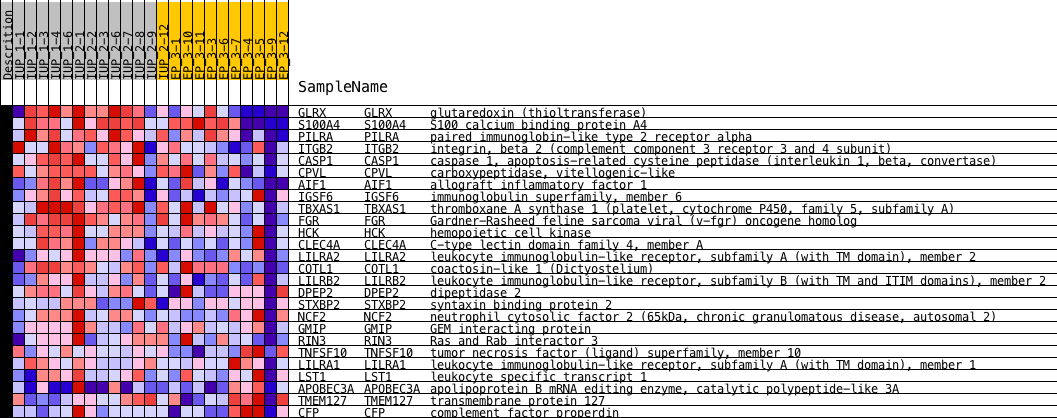 Descrition
IUP_1-1
IUP_1-2
IUP_1-3
IUP_1-4
IUP_1-6
IUP_2-1
IUP_2-2
IUP_2-3
IUP_2-6
IUP_2-7
IUP_2-8
IUP_2-9
IUP_2-12
EP_3-1
EP_3-10
EP_3-11
EP_3-3
EP_3-6
EP_3-7
EP_3-4
EP_3-5
EP_3-9
EP_3-12
SampleName
GLRX GLRX glutaredoxin (thioltransferase)
S100A4 S100A4 S100 calcium binding protein A4
PILRA PILRA paired immunoglobin-like type 2 receptor alpha
ITGB2 ITGB2 integrin, beta 2 (complement component 3 receptor 3 and 4 subunit)
CASP1 CASP1 caspase 1, apoptosis-related cysteine peptidase (interleukin 1, beta, convertase)
CPVL CPVL carboxypeptidase, vitellogenic-like
AIF1 AIF1 allograft inflammatory factor 1
IGSF6 IGSF6 immunoglobulin superfamily, member 6
TBXAS1 TBXAS1 thromboxane A synthase 1 (platelet, cytochrome P450, family 5, subfamily A)
FGR FGR Gardner-Rasheed feline sarcoma viral (v-fgr) oncogene homolog
HCK HCK hemopoietic cell kinase
CLEC4A CLEC4A C-type lectin domain family 4, member A
LILRA2 LILRA2 leukocyte immunoglobulin-like receptor, subfamily A (with TM domain), member 2
COTL1 COTL1 coactosin-like 1 (Dictyostelium)
LILRB2 LILRB2 leukocyte immunoglobulin-like receptor, subfamily B (with TM and ITIM domains), member 2
DPEP2 DPEP2 dipeptidase 2
STXBP2 STXBP2 syntaxin binding protein 2
NCF2 NCF2 neutrophil cytosolic factor 2 (65kDa, chronic granulomatous disease, autosomal 2)
GMIP GMIP GEM interacting protein
RIN3 RIN3 Ras and Rab interactor 3
TNFSF10 TNFSF10 tumor necrosis factor (ligand) superfamily, member 10
LILRA1 LILRA1 leukocyte immunoglobulin-like receptor, subfamily A (with TM domain), member 1
LST1 LST1 leukocyte specific transcript 1
APOBEC3A APOBEC3A apolipoprotein B mRNA editing enzyme, catalytic polypeptide-like 3A
TMEM127 TMEM127 transmembrane protein 127
CFP CFP complement factor properdin